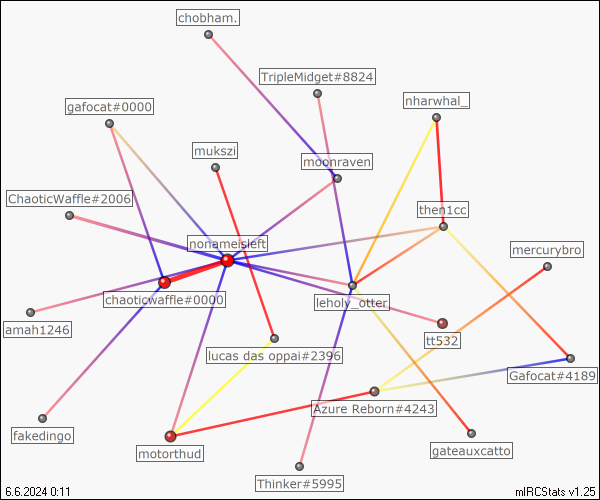 chobham.
TripleMidget#8824
nharwhal_
gafocat#0000
mukszi
moonraven
ChaoticWaffle#2006
then1cc
nonameisleft
mercurybro
chaoticwaffle#0000
leholy_otter
amah1246
tt532
lucas das oppai#2396
Gafocat#4189
Azure Reborn#4243
fakedingo
motorthud
gateauxcatto
Thinker#5995
6.6.2024 0:11
mIRCStats v1.25